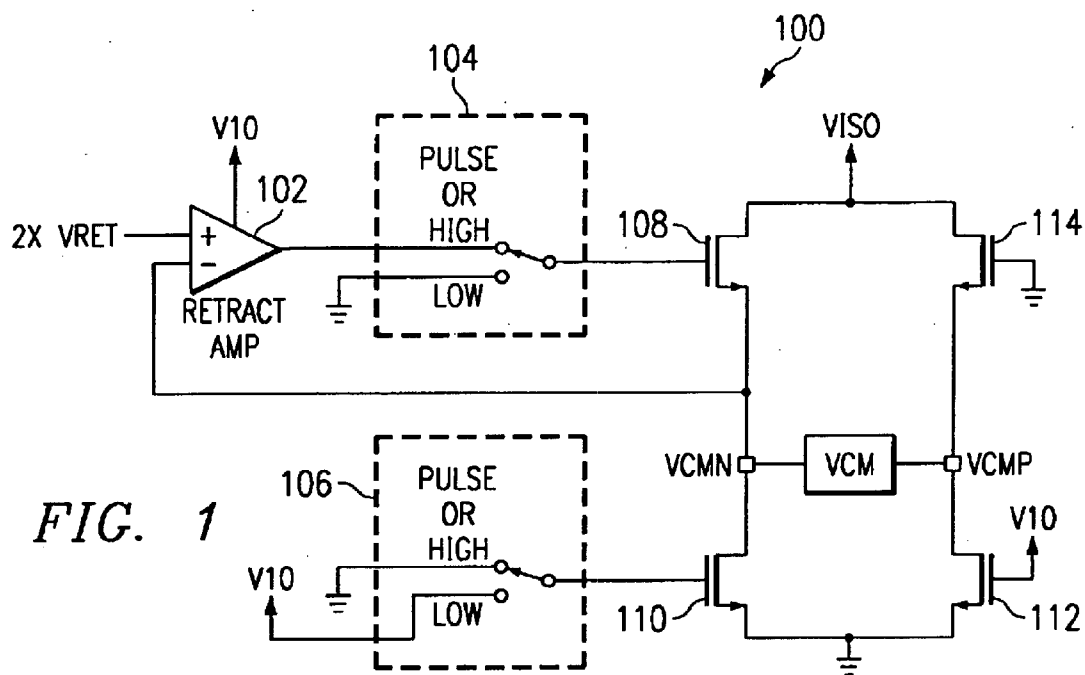 100
104
V10
102
2X VRET
+
-
RETRACT
AMP
PULSE
OR
HIGH
LOW
VISO
108
114
106
PULSE
OR
HIGH
LOW
V10
VCMN
VCM
VCMP
V10
110
112
FIG. 1